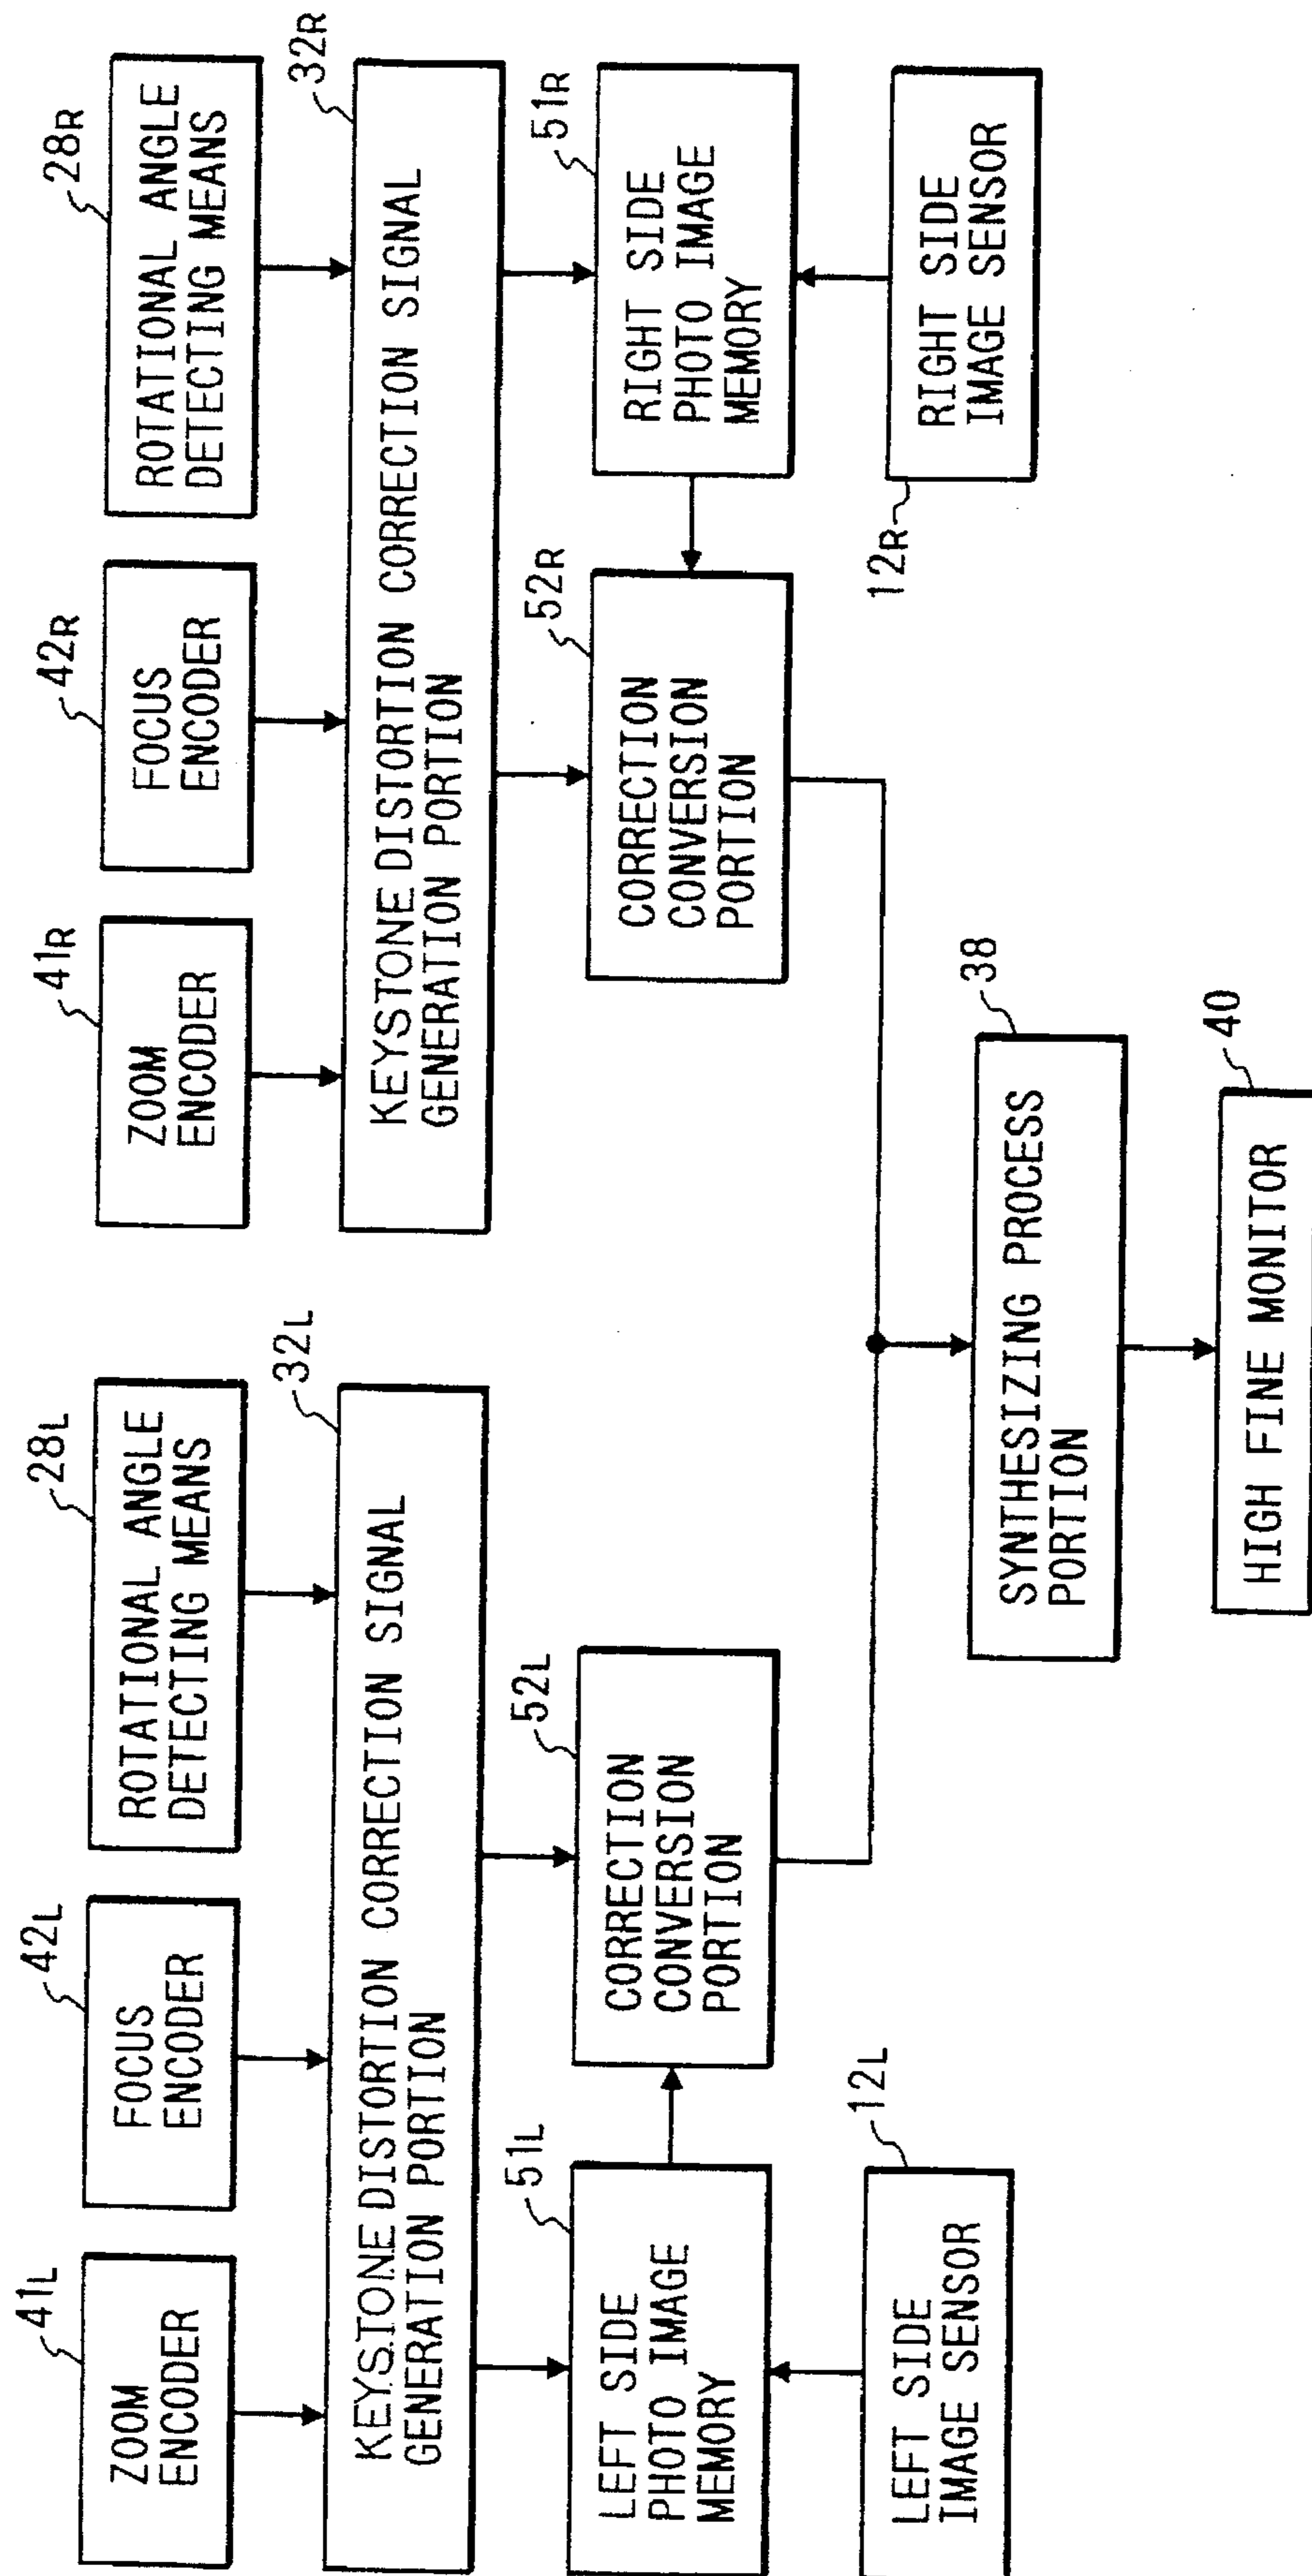 41L
ZOOM
ENCODER
42L
FOCUS
ENCODER
28L
ROTATIONAL ANGLE
DETECTING MEANS
41R
ZOOM
ENCODER
42R
FOCUS
ENCODER
28R
ROTATIONAL ANGLE
DETECTING MEANS
32L
KEYSTONE DISTORTION CORRECTION SIGNAL
GENERATION PORTION
32R
KEYSTONE DISTORTION CORRECTION SIGNAL
GENERATION PORTION
51L
LEFT SIDE
PHOTO IMAGE
MEMORY
52L
CORRECTION
CONVERSION
PORTION
52R
CORRECTION
CONVERSION
PORTION
51R
RIGHT SIDE
PHOTO IMAGE
MEMORY
12L
LEFT SIDE
IMAGE SENSOR
38
SYNTHESIZING PROCESS
PORTION
12R
RIGHT SIDE
IMAGE SENSOR
40
HIGH FINE MONITOR